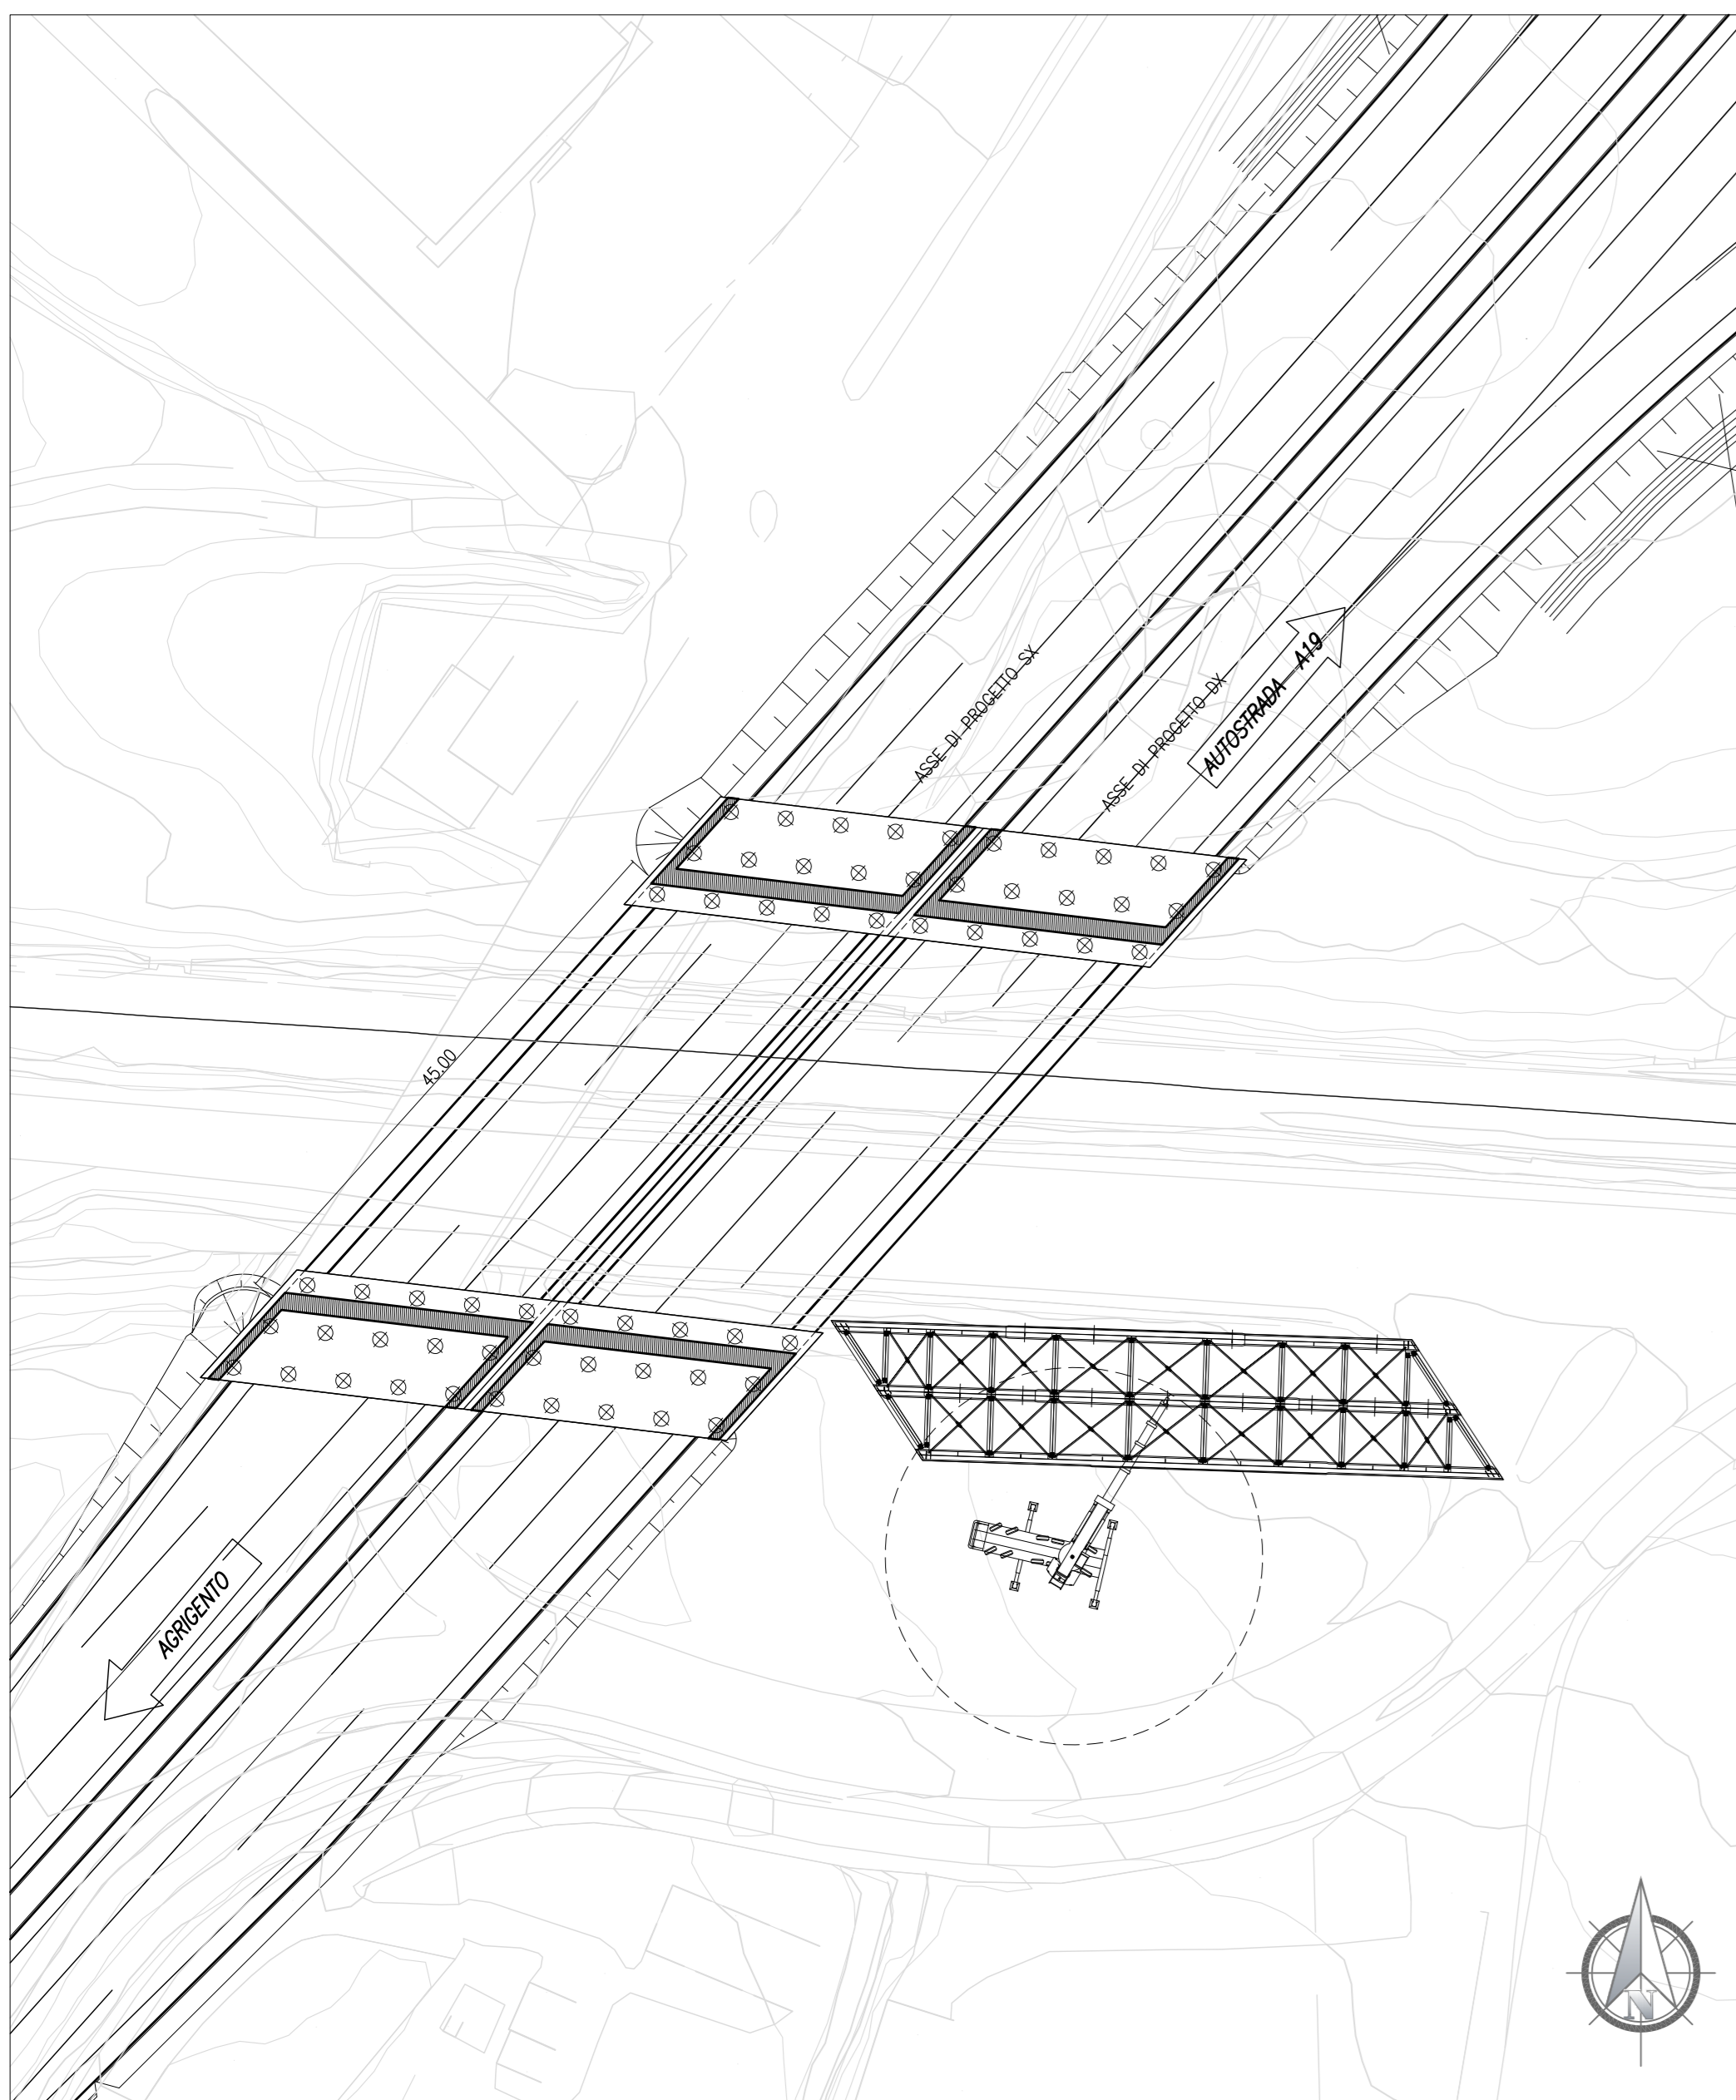 ASSE DI PROGETTO SX
ASSE DI PROGETTO DX
AUTOSTRADA A19
45.00
AGRIGENTO
N